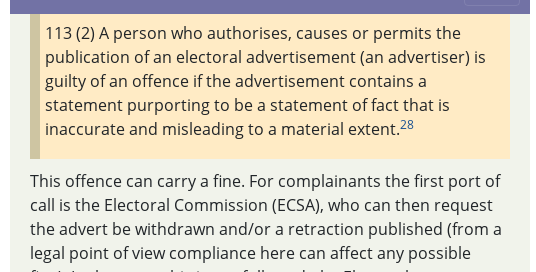 113 (2) A person who authorises, causes or permits the
publication of an electoral advertisement (an advertiser) is
guilty of an offence if the advertisement contains a
statement purporting to be a statement of fact that is
inaccurate and misleading to a material extent.28
This offence can carry a fine. For complainants the first port of
call is the Electoral Commission (ECSA), who can then request
the advert be withdrawn and/or a retraction published (from a
legal point of view compliance here can affect any possible